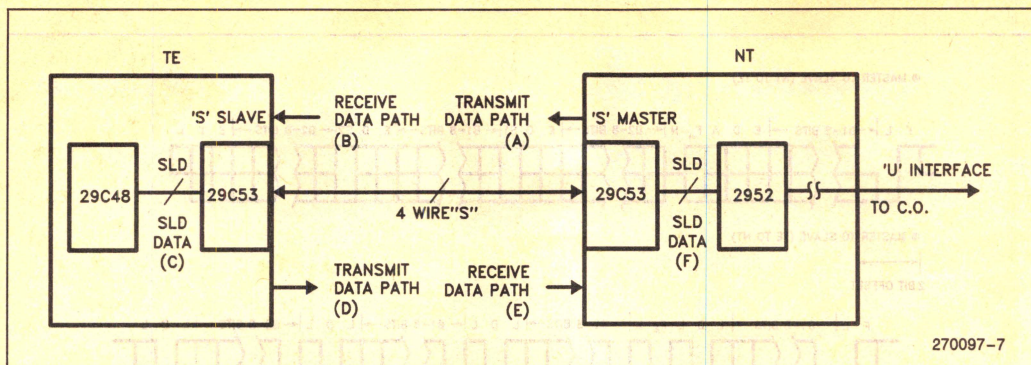 TE
NT
'S' SLAVE
RECEIVE
DATA PATH
(B)
TRANSMIT
DATA PATH
(A)
'S' MASTER
29C48
SLD
SLD
DATA
(C)
29C53
4 WIRE"S"
29C53
SLD
SLD
DATA
(F)
2952
'U' INTERFACE
TO C.O.
TRANSMIT
DATA PATH
(D)
RECEIVE
DATA PATH
(E)
270097-7